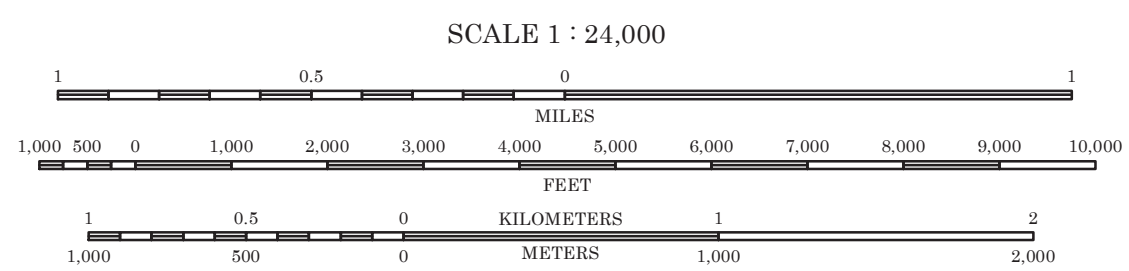 SCALE 1 : 24,000
1 0.5 0 1
MILES
1,000 500 0 1,000 2,000 3,000 4,000 5,000 6,000 7,000 8,000 9,000 10,000
FEET
1 0.5 0 KILOMETERS 1 2
1,000 500 0 METERS 1,000 2,000